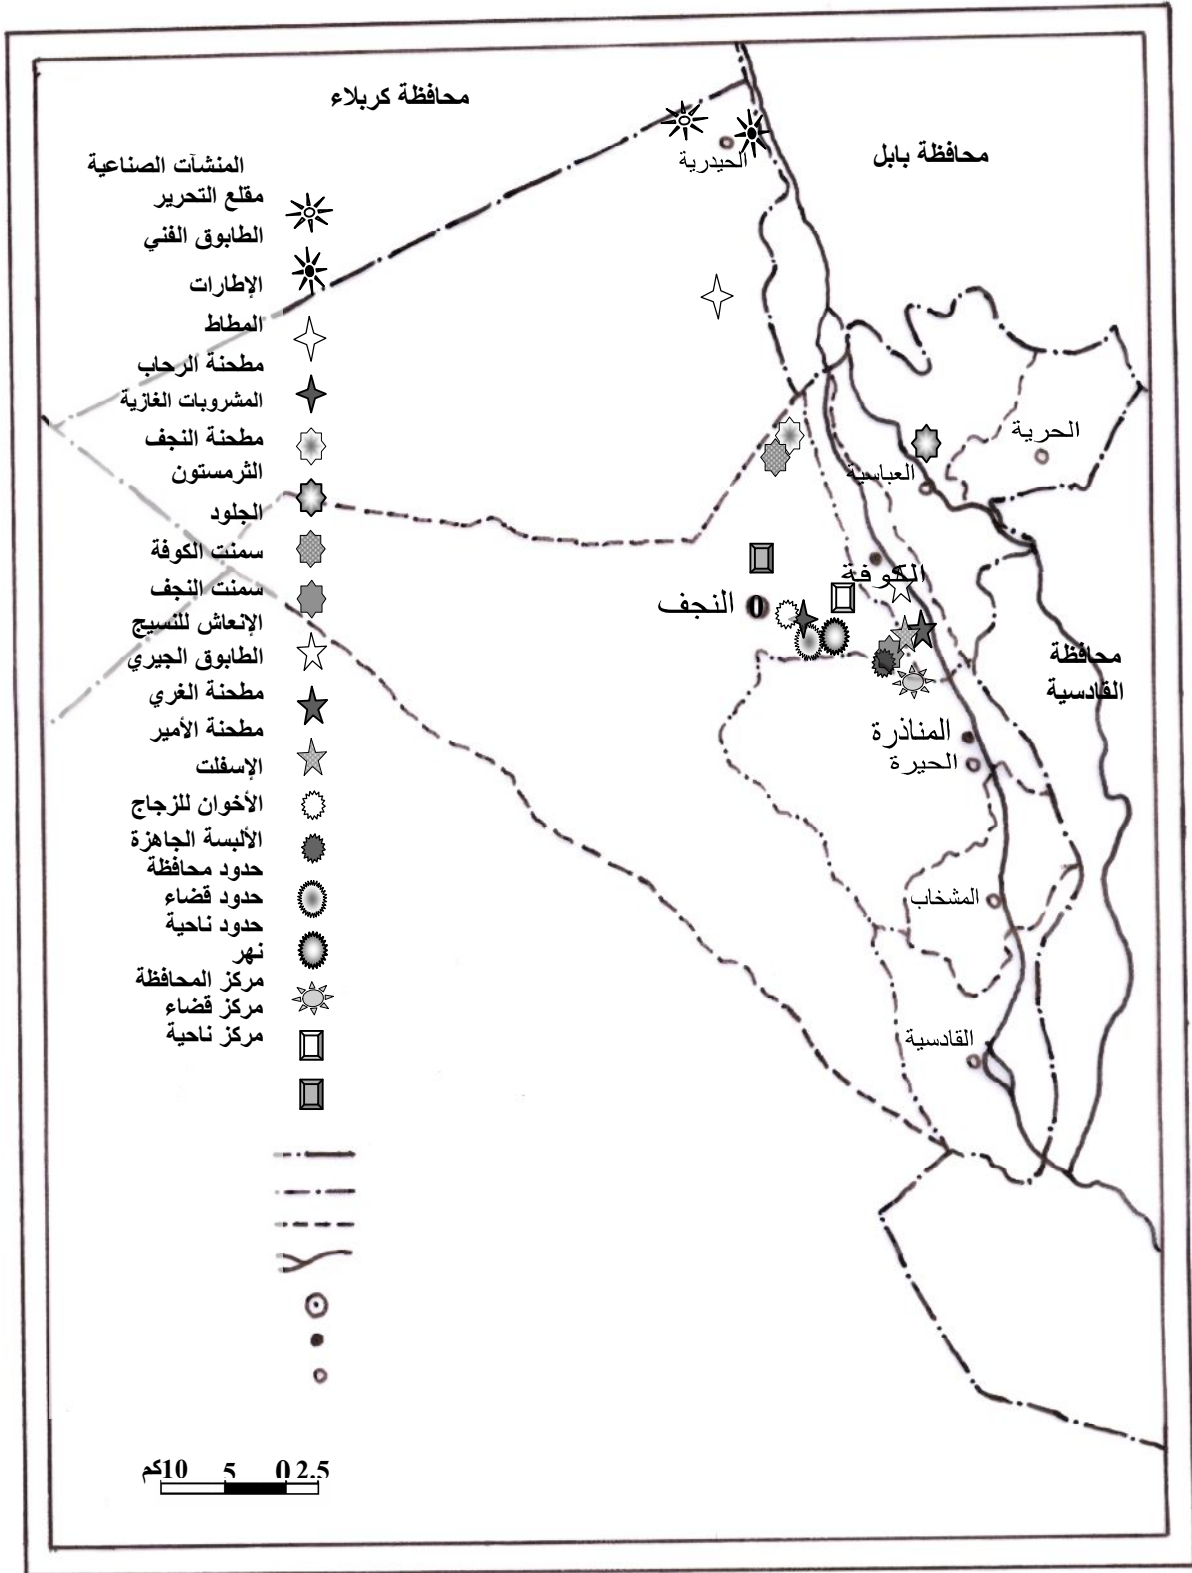 محافظة كربلاء
محافظة بابل
الحيدرية
المنشآت الصناعية
مقلع التحرير
الطابوق الفني
الإطارات
المطاط
مطحنة الرحاب
المشروبات الغازية
مطحنة النجف
الثرمستون
الجلود
سمنت الكوفة
سمنت النجف
الإنعاش للنسيج
الطابوق الجيري
مطحنة الغري
مطحنة الأمير
الإسفلت
الأخوان للزجاج
الألبسة الجاهزة
حدود محافظة
حدود قضاء
حدود ناحية
نهر
مركز المحافظة
مركز قضاء
مركز ناحية
الحرية
العباسية
الكوفة
النجف
0
محافظة
القادسية
المناذرة
الحيرة
المشخاب
القادسية
كم10 5 0 2.5